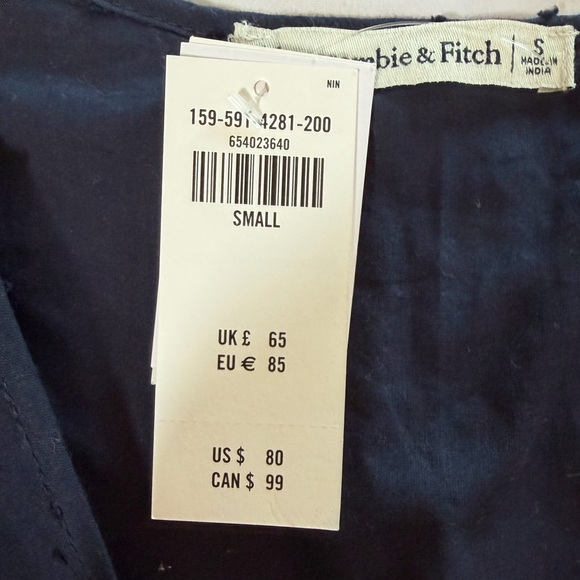 NIN
159-591-4281-200
654023640
SMALL
UK £ 65
EU € 85
US $ 80
CAN $ 99
& Fitch
S
MADE IN
INDIA